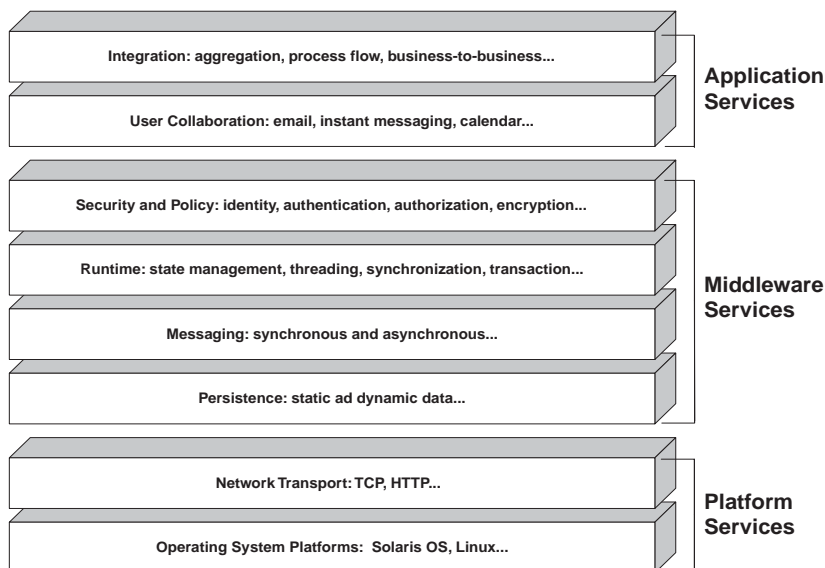 Integration: aggregation, process flow, business-to-business...
Application
Services
User Collaboration: email, instant messaging, calendar...
Security and Policy: identity, authentication, authorization, encryption...
Runtime: state management, threading, synchronization, transaction...
Middleware
Services
Messaging: synchronous and asynchronous...
Persistence: static ad dynamic data...
Network Transport: TCP, HTTP...
Platform
Services
Operating System Platforms: Solaris OS, Linux...